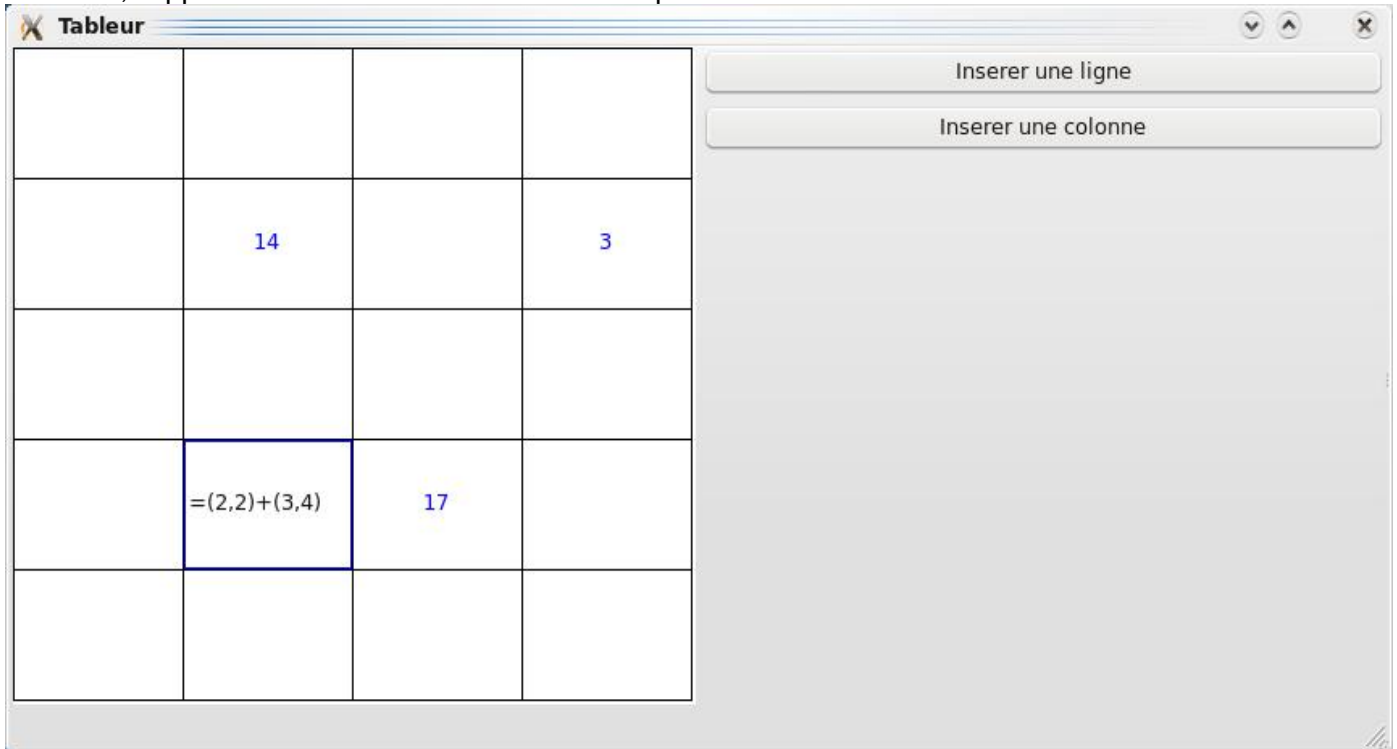 Tableur
Inserer une ligne
Inserer une colonne
14 3
=(2,2)+(3,4) 17